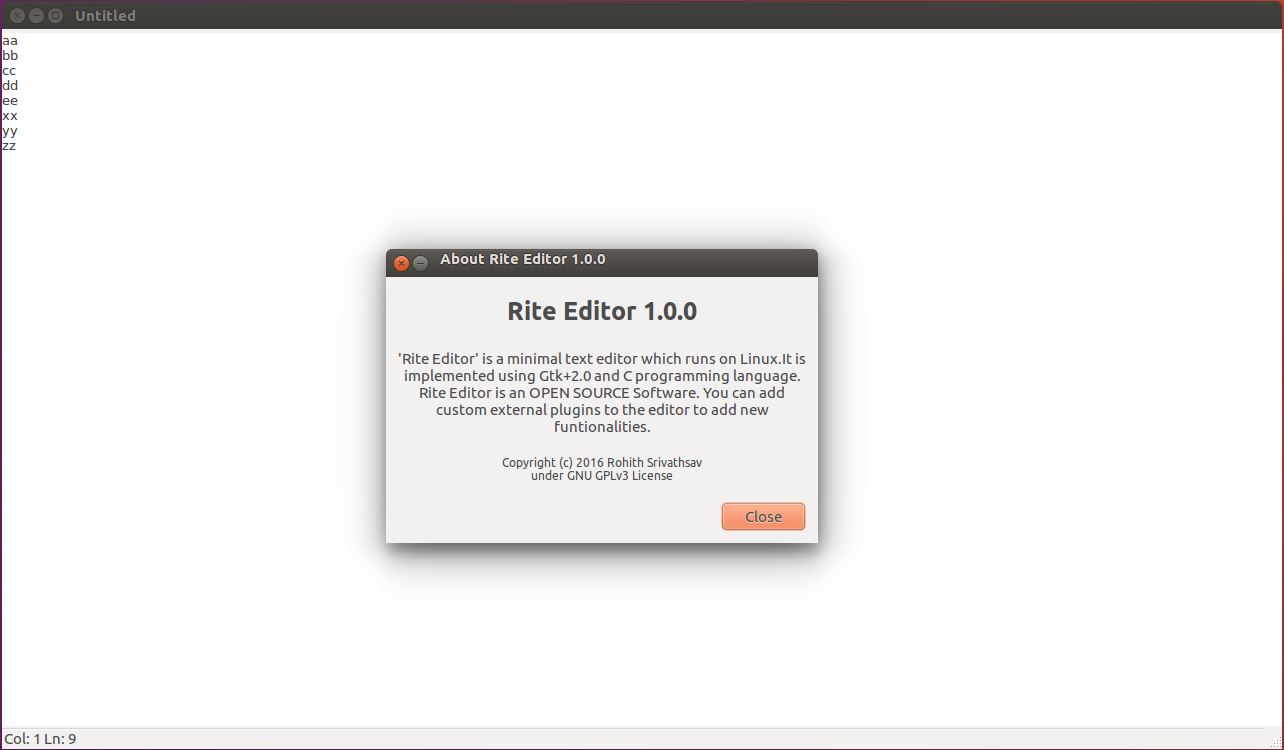 Untitled
aa
bb
cc
dd
ee
xx
yy
zz
About Rite Editor 1.0.0
Rite Editor 1.0.0
'Rite Editor' is a minimal text editor which runs on Linux.It is
implemented using Gtk+2.0 and C programming language.
Rite Editor is an OPEN SOURCE Software. You can add
custom external plugins to the editor to add new
funtionalities.
Copyright (c) 2016 Rohith Srivathsav
under GNU GPLv3 License
Close
Col: 1 Ln: 9